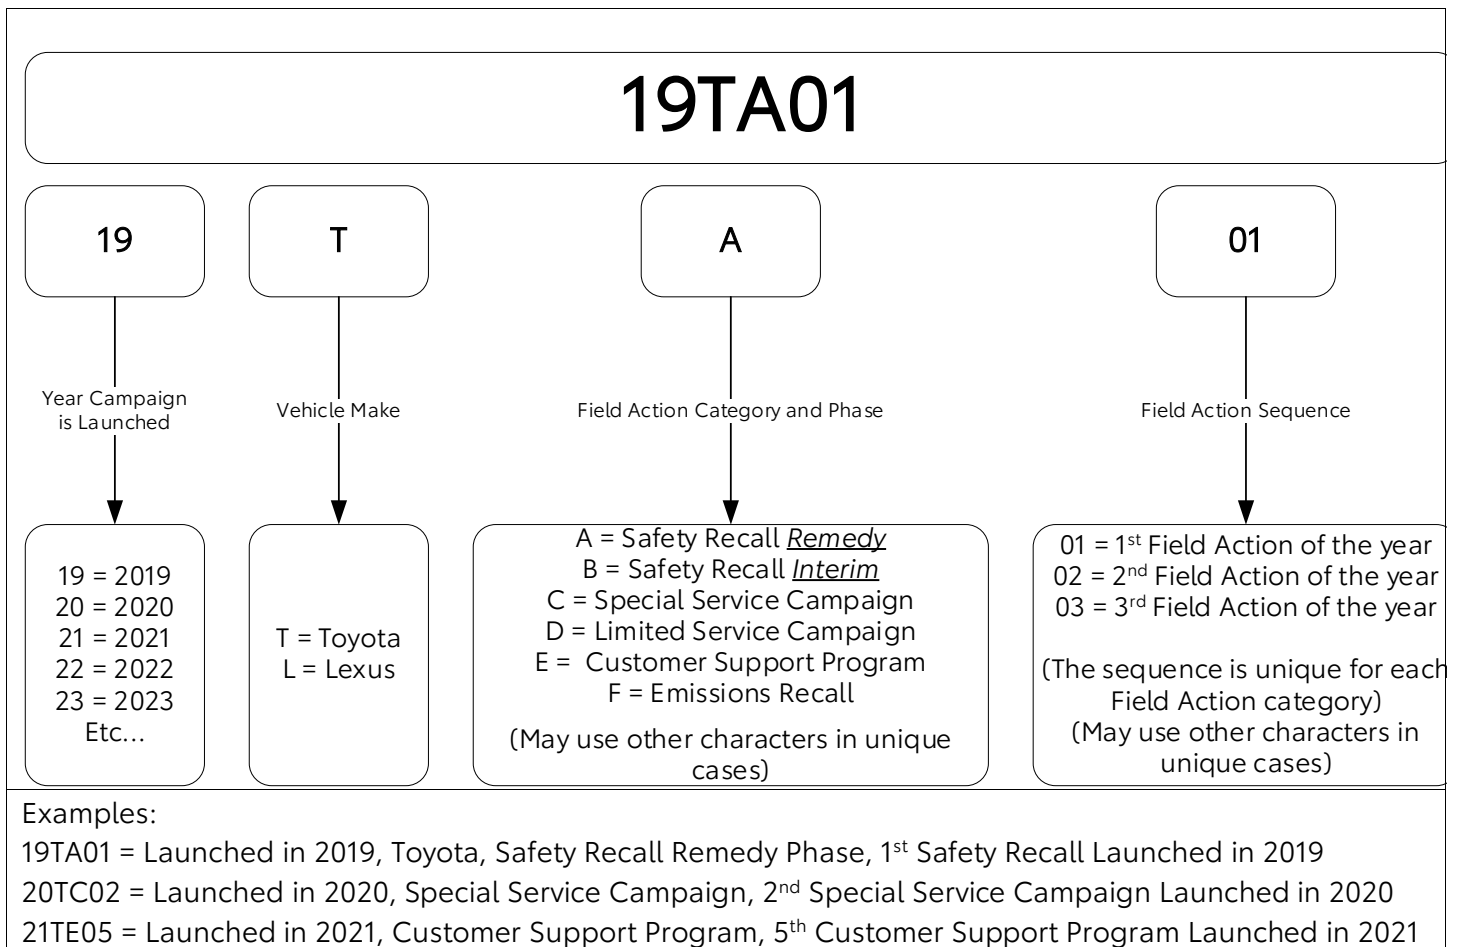 19TA01
19
T
A
01
Year Campaign
is Launched
Vehicle Make
Field Action Category and Phase
Field Action Sequence
19 = 2019
20 = 2020
21 = 2021
22 = 2022
23 = 2023
Etc...
T = Toyota
L = Lexus
A = Safety Recall Remedy
B = Safety Recall Interim
C = Special Service Campaign
D = Limited Service Campaign
E =  Customer Support Program
F = Emissions Recall
(May use other characters in unique
cases)
01 = 1st Field Action of the year
02 = 2nd Field Action of the year
03 = 3rd Field Action of the year
(The sequence is unique for each
Field Action category)
(May use other characters in
unique cases)
Examples:
19TA01 = Launched in 2019, Toyota, Safety Recall Remedy Phase, 1st Safety Recall Launched in 2019
20TC02 = Launched in 2020, Special Service Campaign, 2nd Special Service Campaign Launched in 2020
21TE05 = Launched in 2021, Customer Support Program, 5th Customer Support Program Launched in 2021